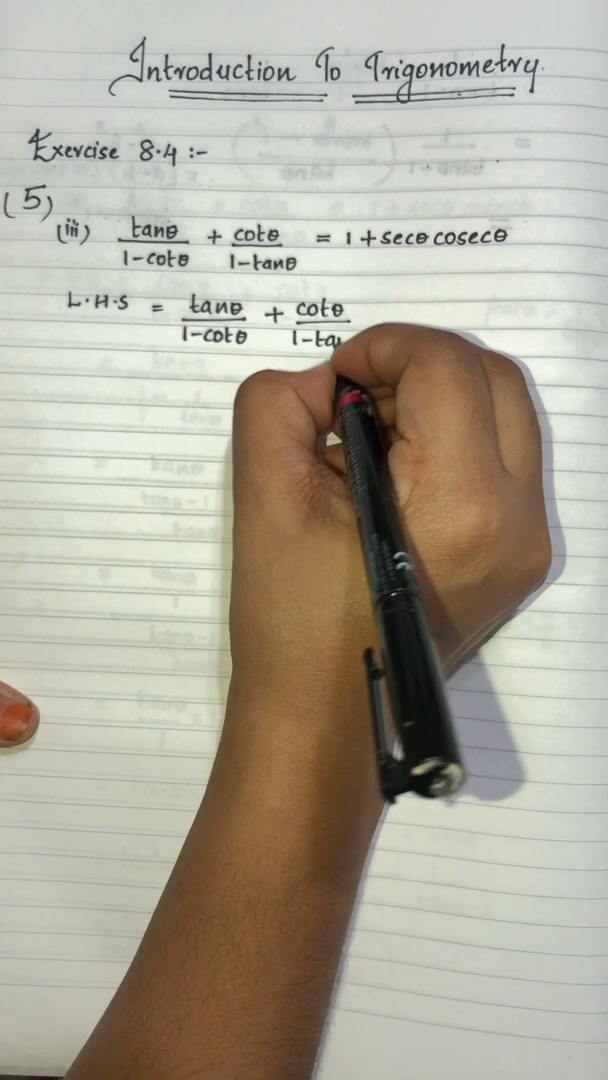 Introduction To Trigonometry.
Exercise 8.4 :-
(5)
(iii) tanθ/1-cotθ + cotθ/1-tanθ = 1 + secθ cosecθ
L.H.S = tanθ/1-cotθ + cotθ/1-ta